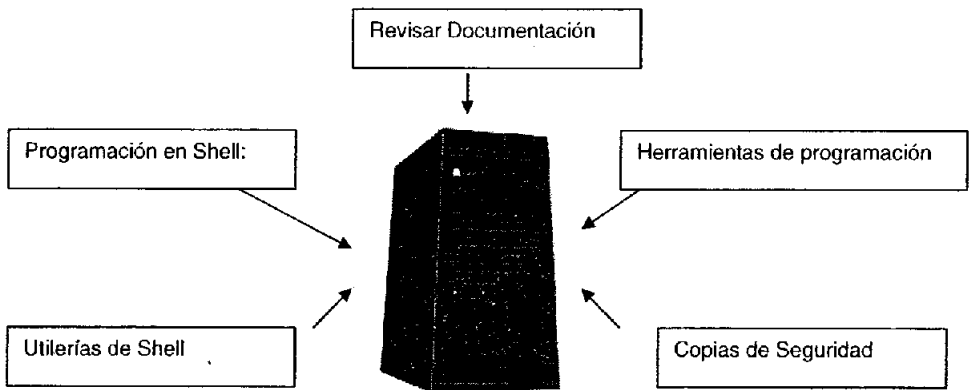 Revisar Documentación
Programación en Shell:
Herramientas de programación
Utilerías de Shell
Copias de Seguridad